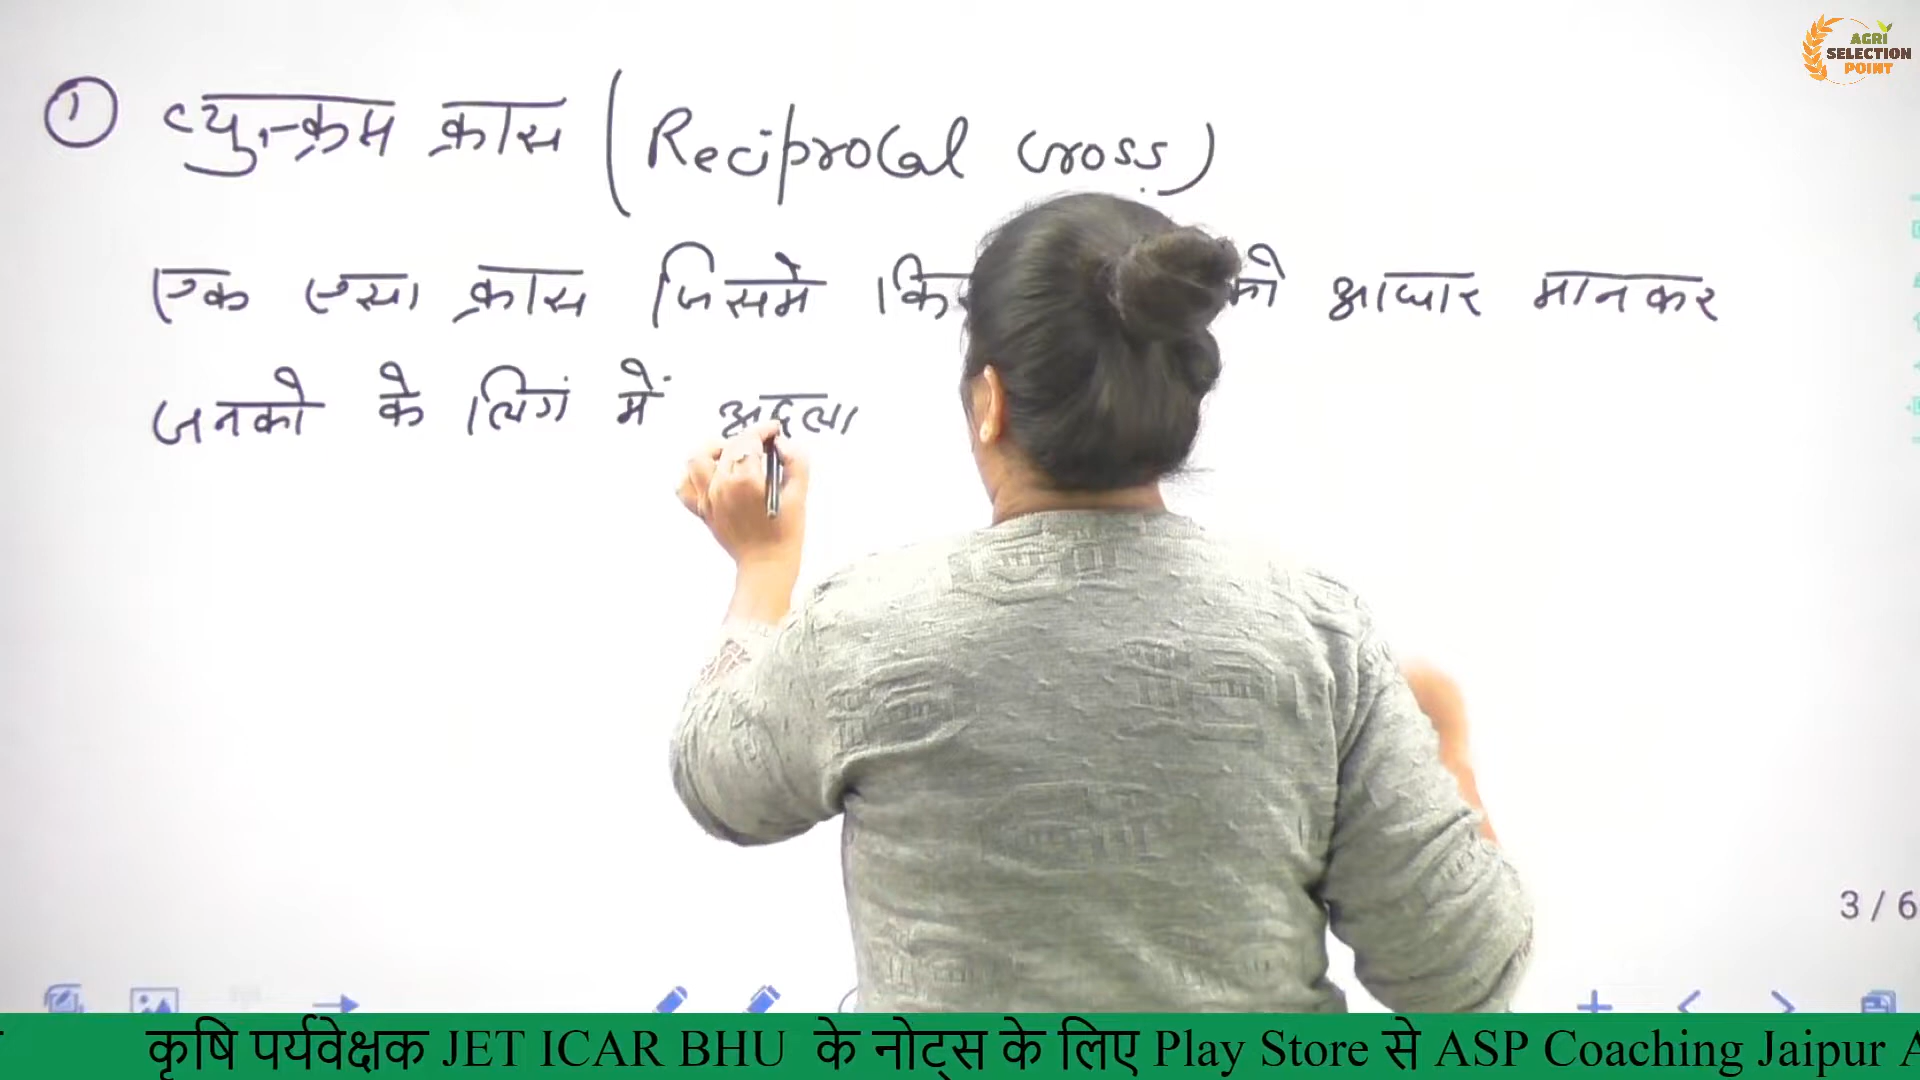 ① व्युत्क्रम क्रास (Reciprocal cross)
एक एसा क्रास जिसमे को आधार मानकर
जनको के लिंग में अदला
AGRI
SELECTION
POINT
3 / 6
कृषि पर्यवेक्षक JET ICAR BHU के नोट्स के लिए Play Store से ASP Coaching Jaipur A